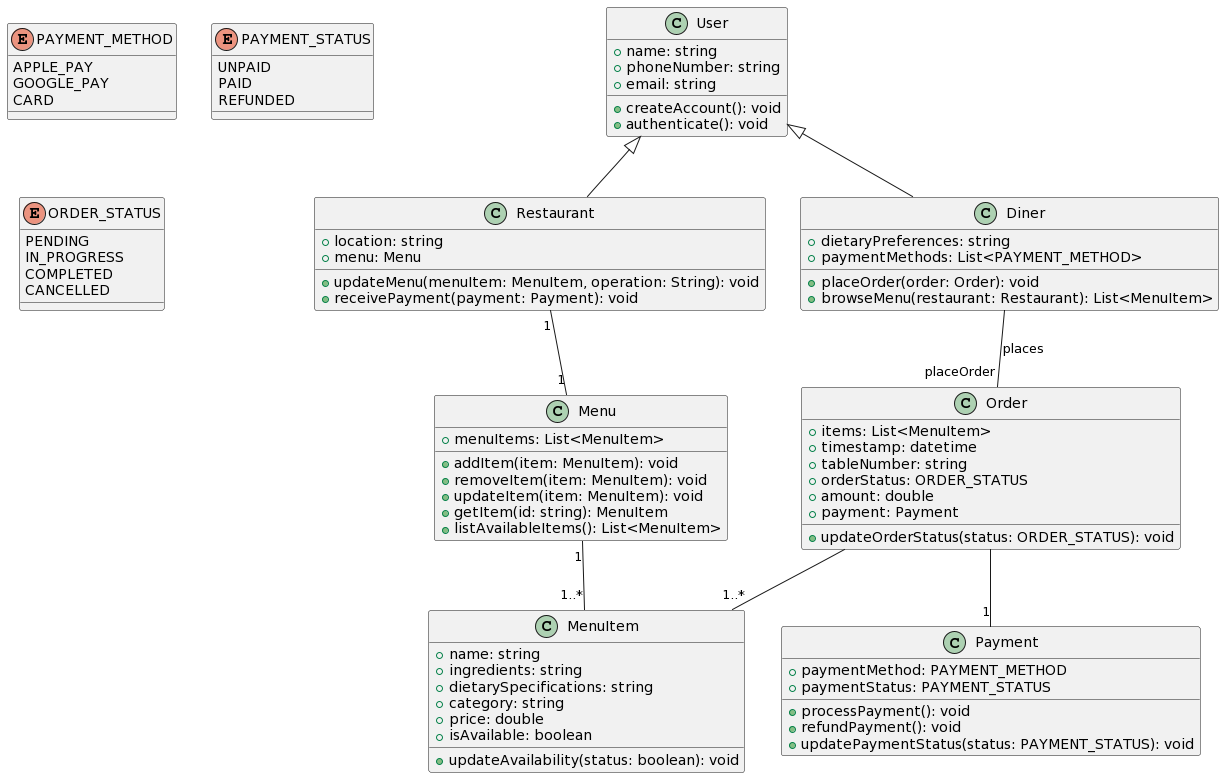 E PAYMENT_METHOD
APPLE_PAY
GOOGLE_PAY
CARD
E PAYMENT_STATUS
UNPAID
PAID
REFUNDED
C User
name: string
phoneNumber: string
email: string
createAccount(): void
authenticate(): void
E ORDER_STATUS
PENDING
IN_PROGRESS
COMPLETED
CANCELLED
C Restaurant
location: string
menu: Menu
updateMenu(menuItem: MenuItem, operation: String): void
receivePayment(payment: Payment): void
C Diner
dietaryPreferences: string
paymentMethods: List<PAYMENT_METHOD>
placeOrder(order: Order): void
browseMenu(restaurant: Restaurant): List<MenuItem>
1
1
places
placeOrder
C Menu
menuItems: List<MenuItem>
addItem(item: MenuItem): void
removeItem(item: MenuItem): void
updateItem(item: MenuItem): void
getItem(id: string): MenuItem
listAvailableItems(): List<MenuItem>
C Order
items: List<MenuItem>
timestamp: datetime
tableNumber: string
orderStatus: ORDER_STATUS
amount: double
payment: Payment
updateOrderStatus(status: ORDER_STATUS): void
1
1..*
1..*
1
C MenuItem
name: string
ingredients: string
dietarySpecifications: string
category: string
price: double
isAvailable: boolean
updateAvailability(status: boolean): void
C Payment
paymentMethod: PAYMENT_METHOD
paymentStatus: PAYMENT_STATUS
processPayment(): void
refundPayment(): void
updatePaymentStatus(status: PAYMENT_STATUS): void